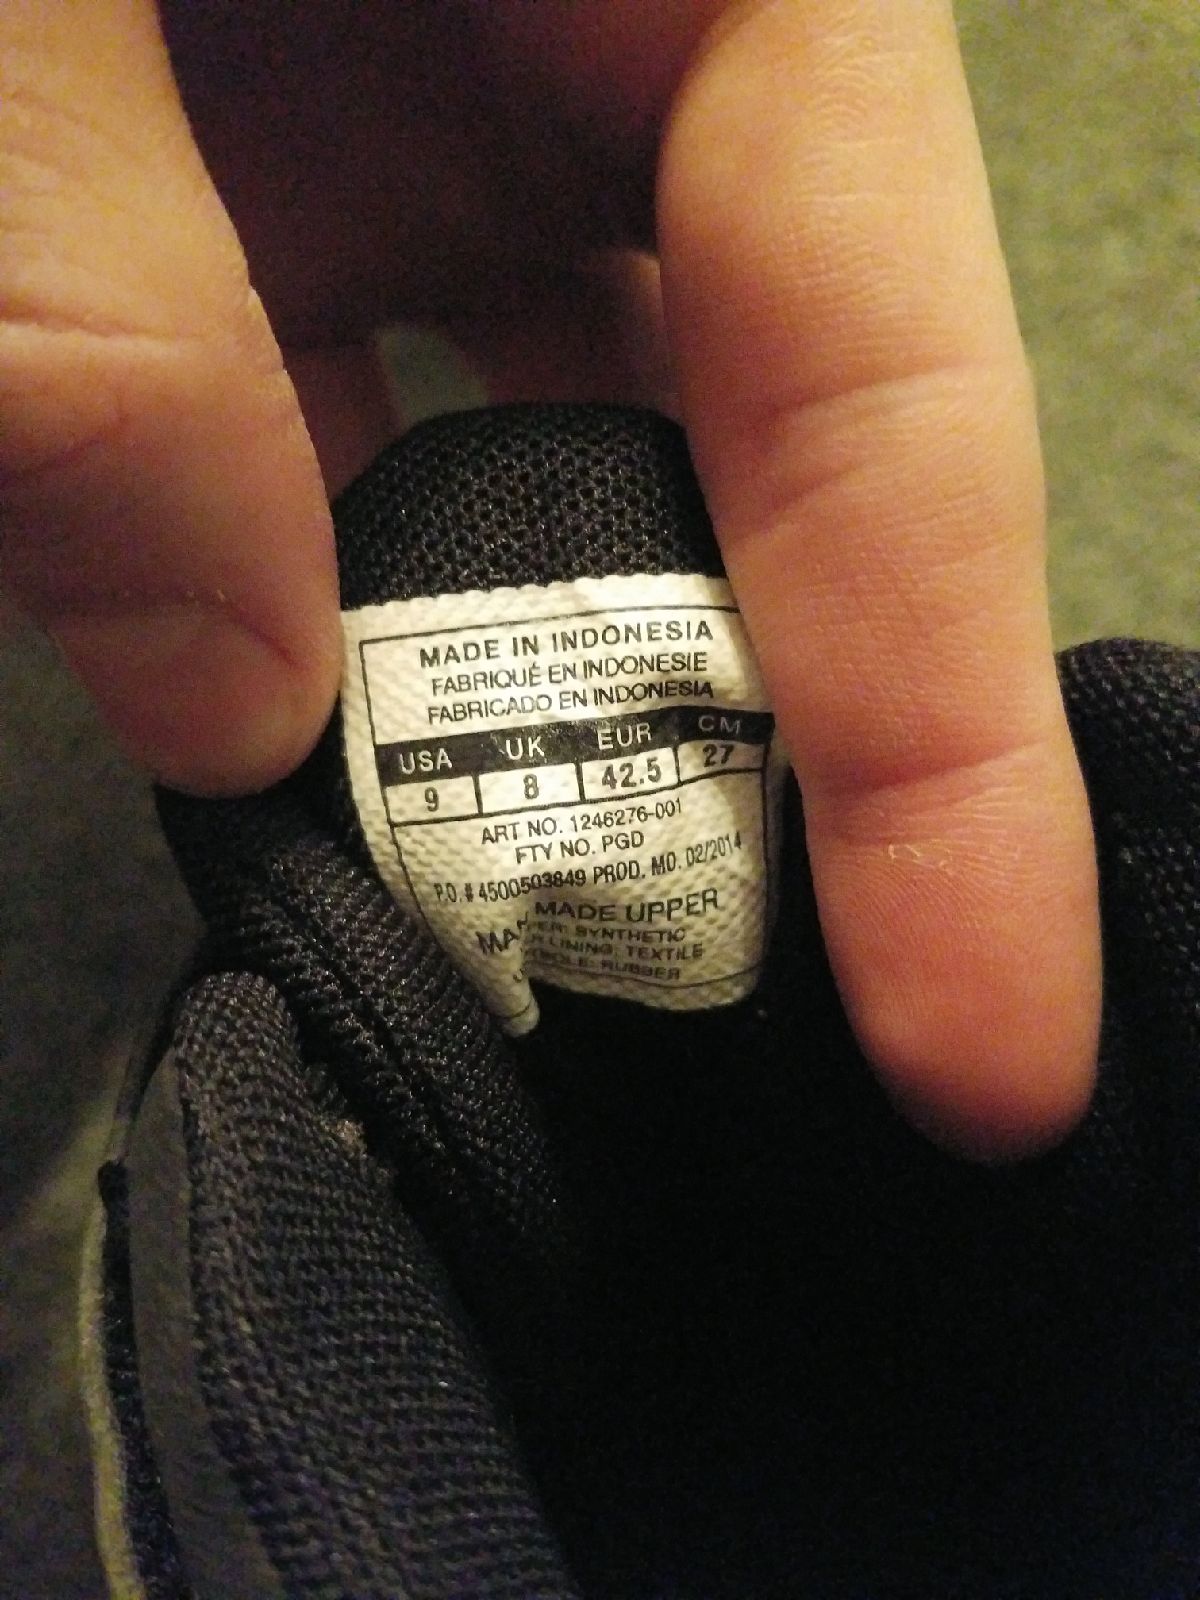 MADE IN INDONESIA
FABRIQUÉ EN INDONESIE
FABRICADO EN INDONESIA
USA UK EUR CM
9 8 42.5 27
ART NO. 1246276-001
FTY NO. PGD
P.O.# 4500503849 PROD. MO. 02/2014
MADE UPPER
SYNTHETIC
LINING: TEXTILE
RUBBER